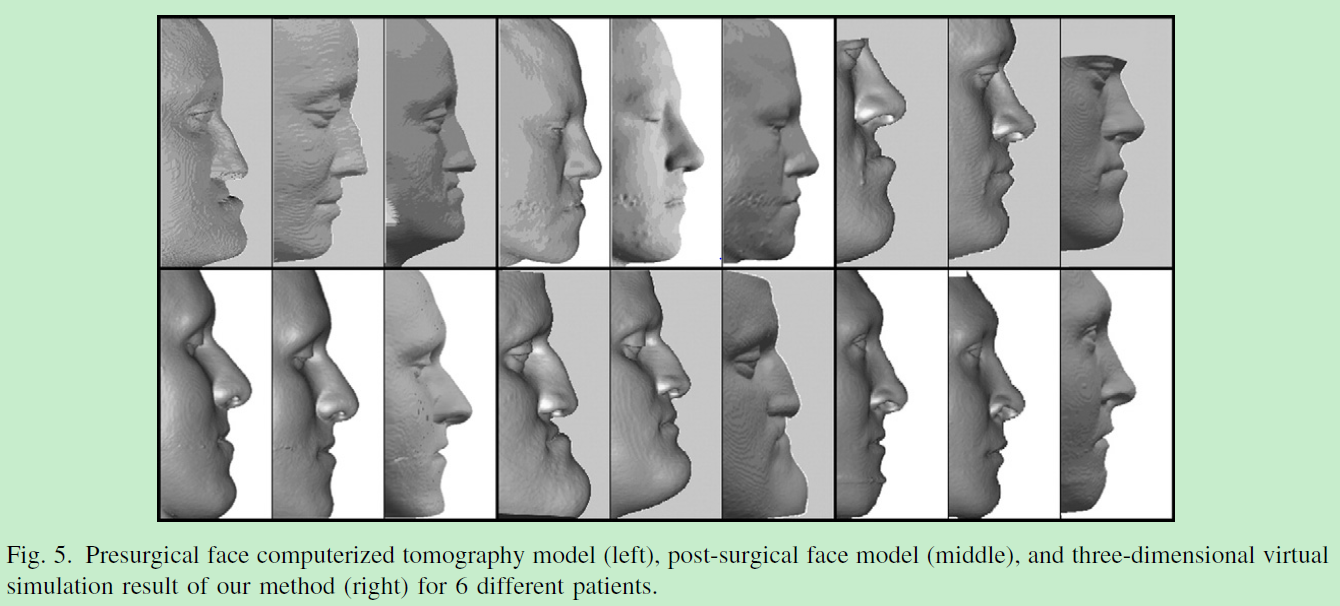 Fig. 5. Presurgical face computerized tomography model (left), post-surgical face model (middle), and three-dimensional virtual
simulation result of our method (right) for 6 different patients.